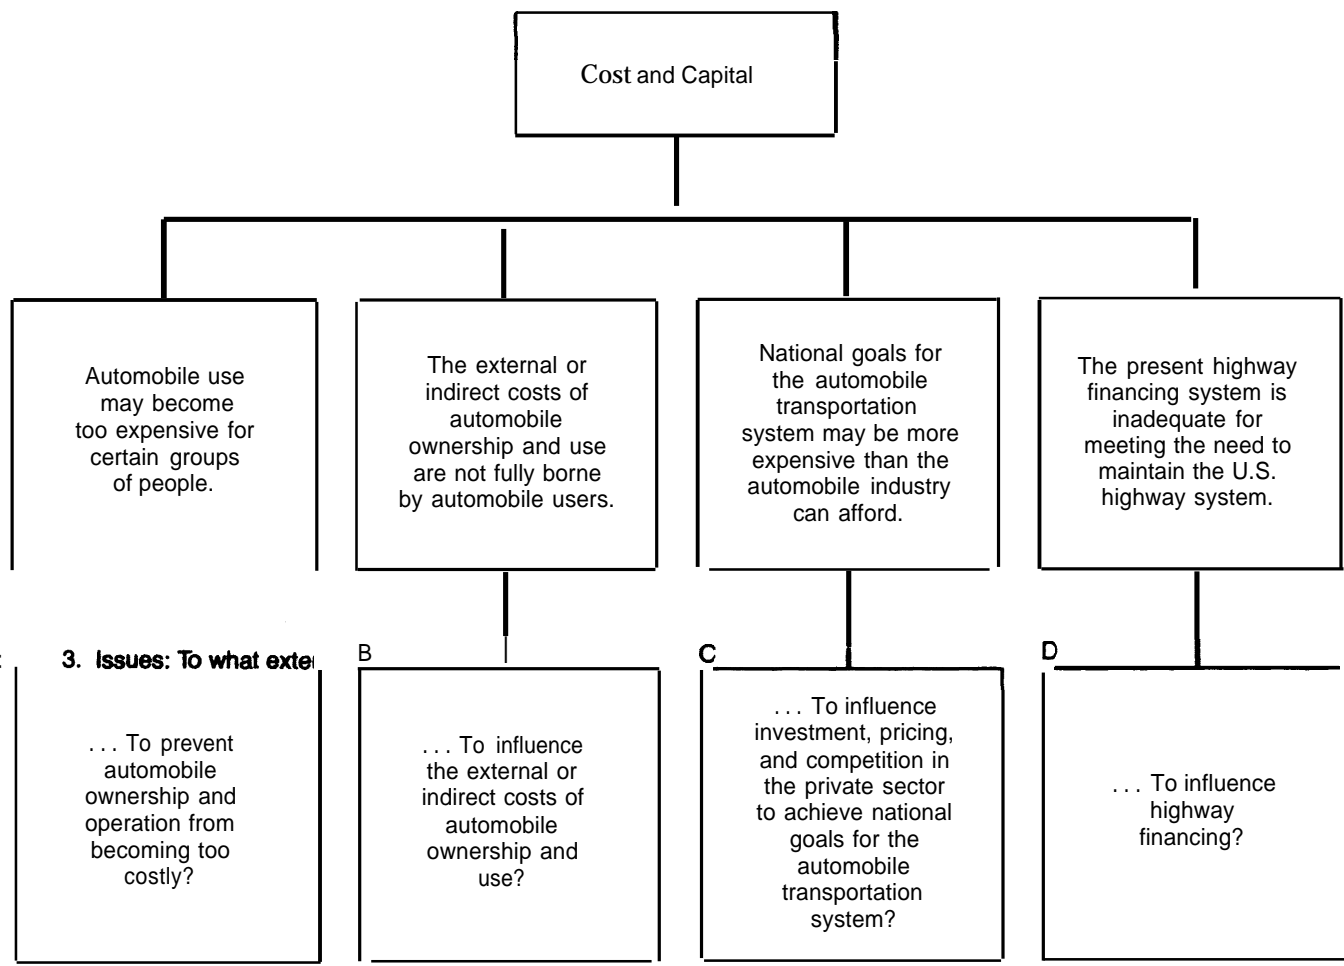 Cost and Capital
Automobile use
may become
too expensive for
certain groups
of people.
The external or
indirect costs of
automobile
ownership and use
are not fully borne
by automobile users.
National goals for
the automobile
transportation
system may be more
expensive than the
automobile industry
can afford.
The present highway
financing system is
inadequate for
meeting the need to
maintain the U.S.
highway system.
3. Issues: To what
... To prevent
automobile
ownership and
operation from
becoming too
costly?
B
... To influence
the external or
indirect costs of
automobile
ownership and
use?
C
... To influence
investment, pricing,
and competition in
the private sector
to achieve national
goals for the
automobile
transportation
system?
D
... To influence
highway
financing?